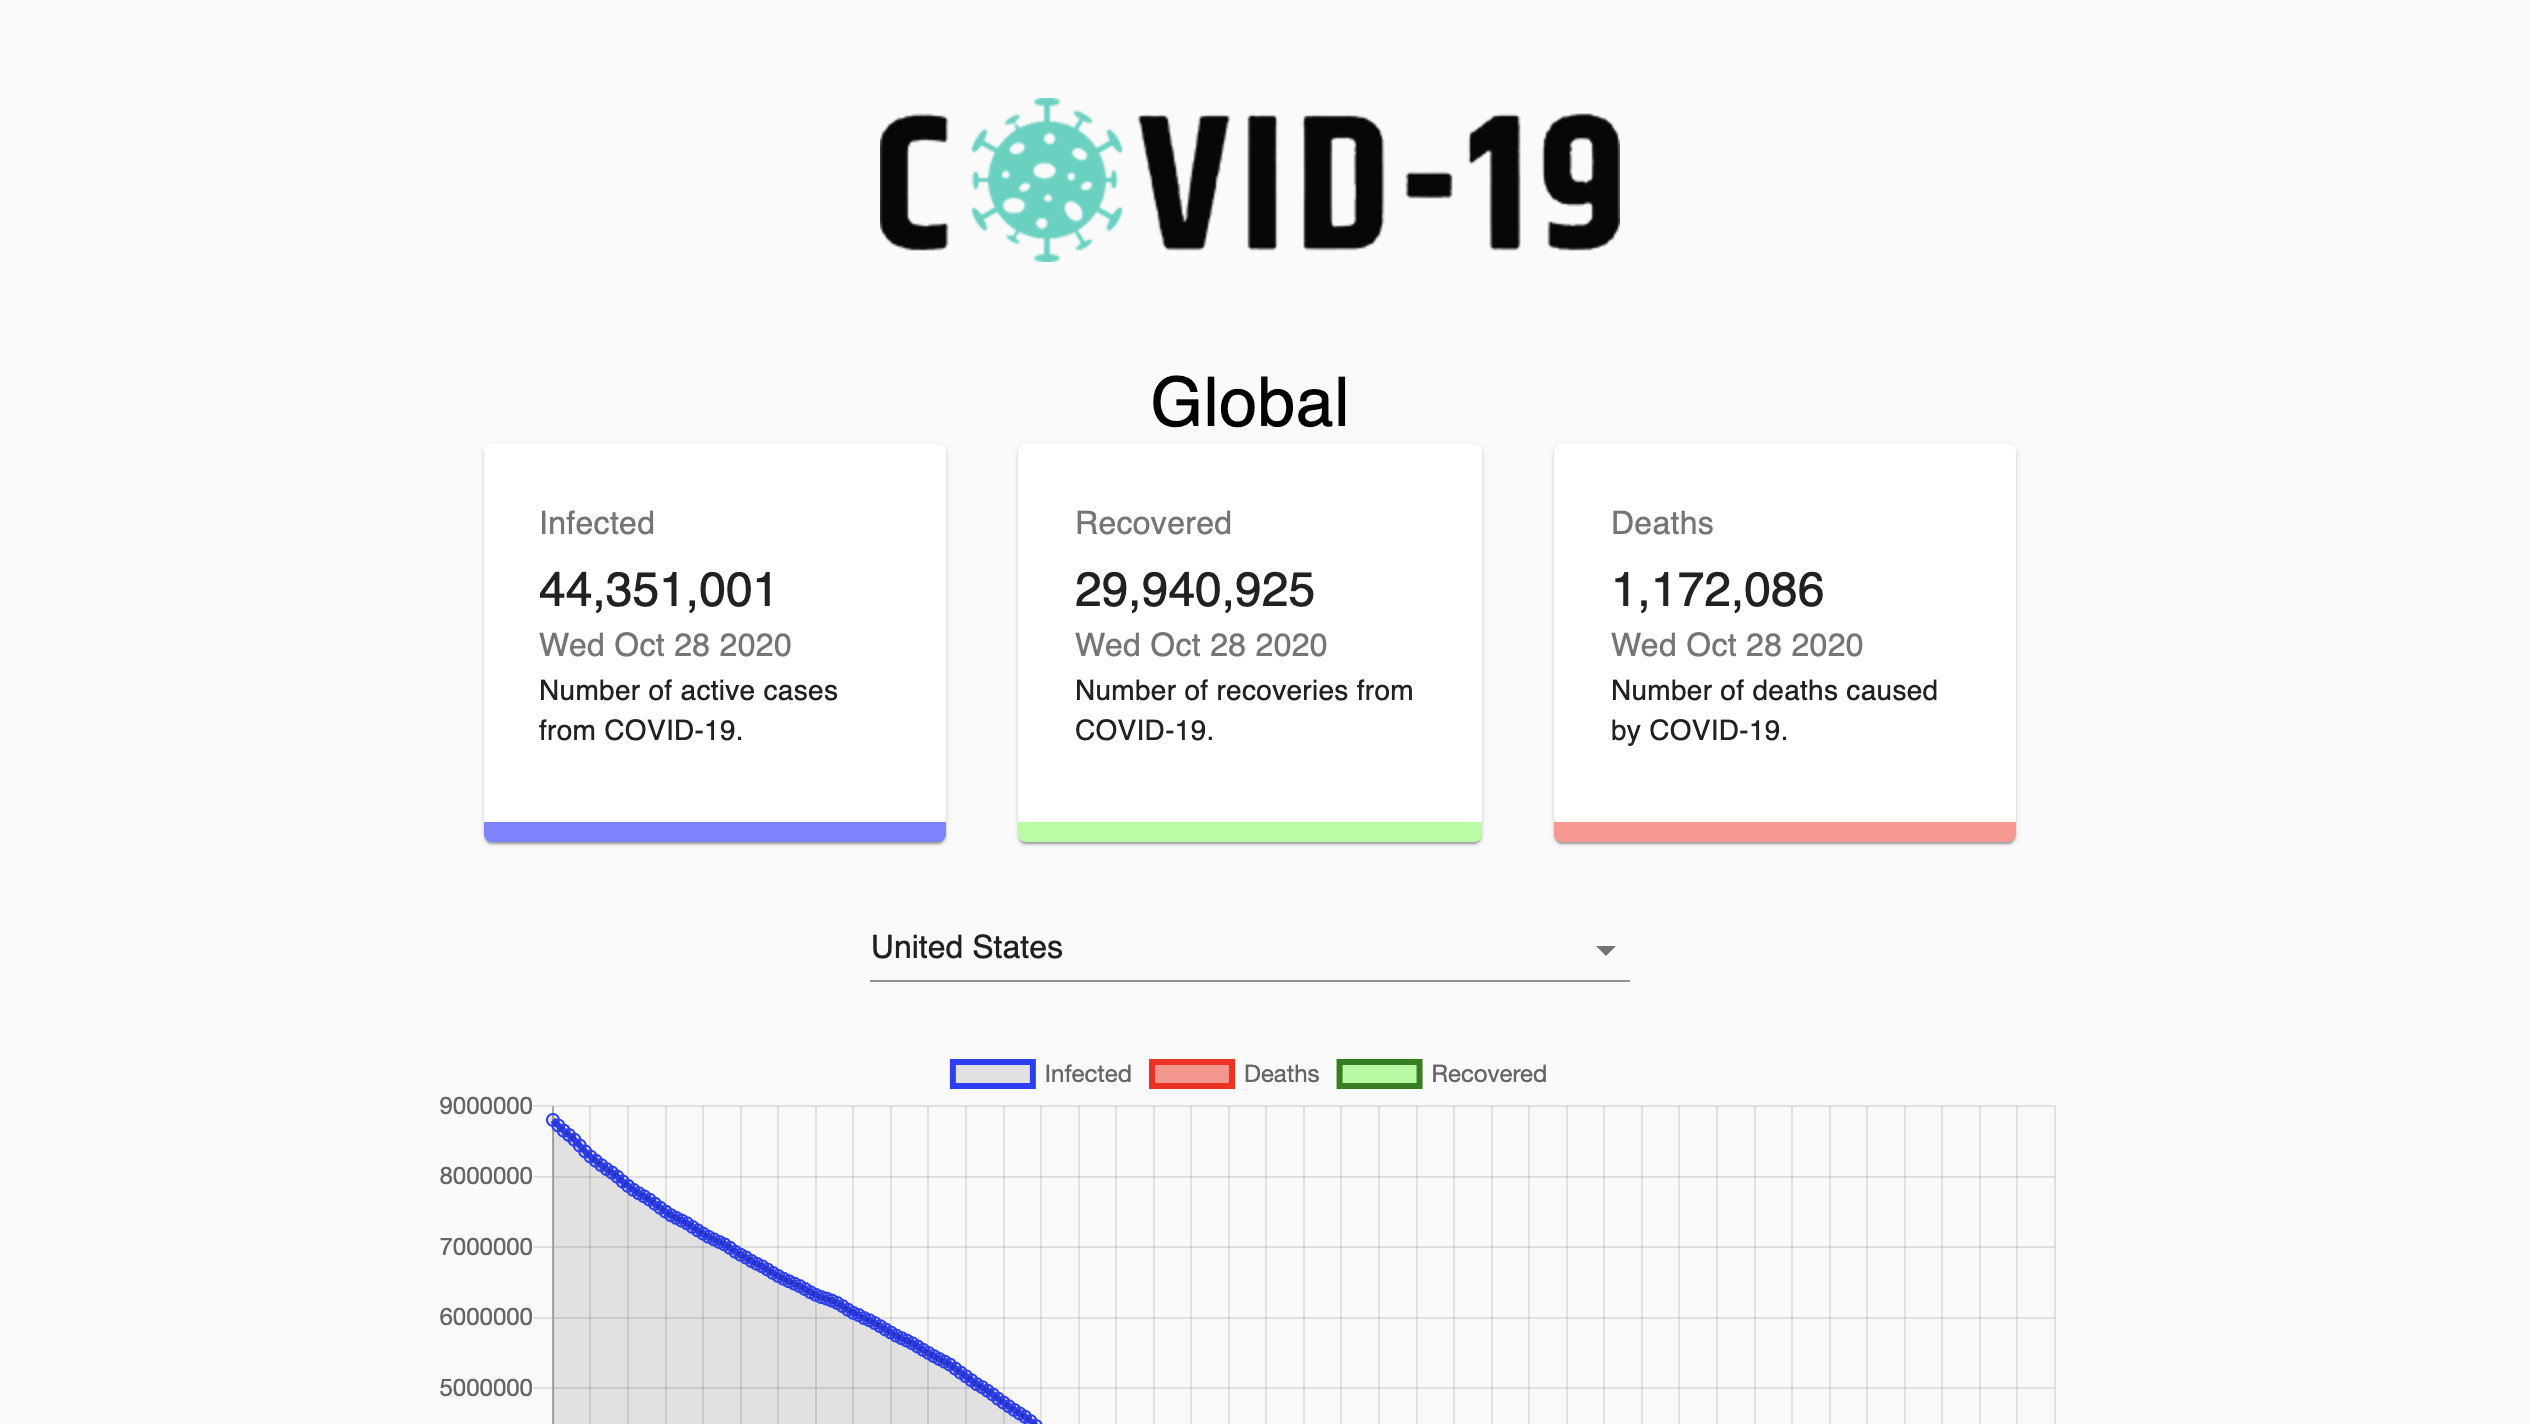 COVID-19
Global
Infected
44,351,001
Wed Oct 28 2020
Number of active cases
from COVID-19.
Recovered
29,940,925
Wed Oct 28 2020
Number of recoveries from
COVID-19.
Deaths
1,172,086
Wed Oct 28 2020
Number of deaths caused
by COVID-19.
United States
Infected Deaths Recovered
9000000
8000000
7000000
6000000
5000000